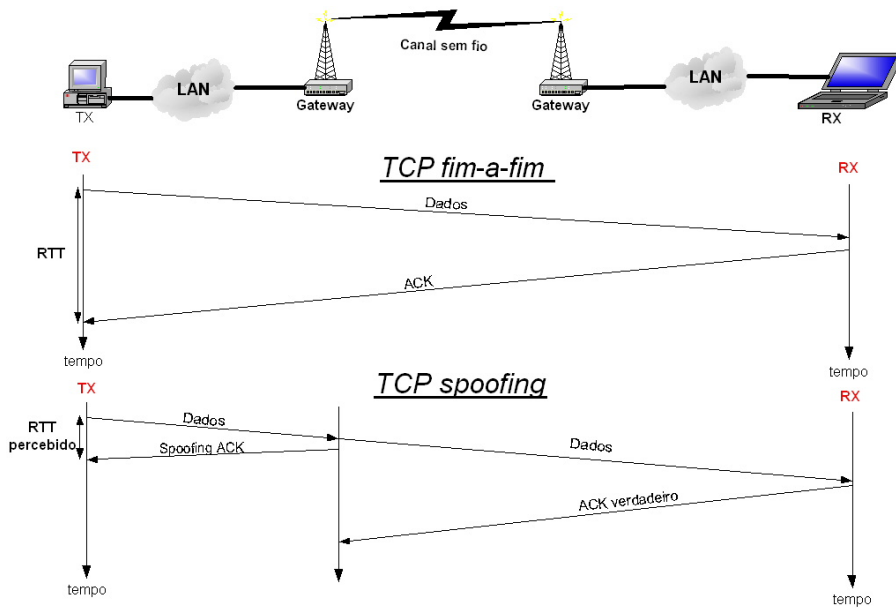 Canal sem fio
LAN
LAN
TX
Gateway
Gateway
RX
TCP fim-a-fim
TX
RX
Dados
RTT
ACK
tempo
tempo
TCP spoofing
TX
RX
RTT
percebido
Dados
Dados
Spoofing ACK
ACK verdadeiro
tempo
tempo